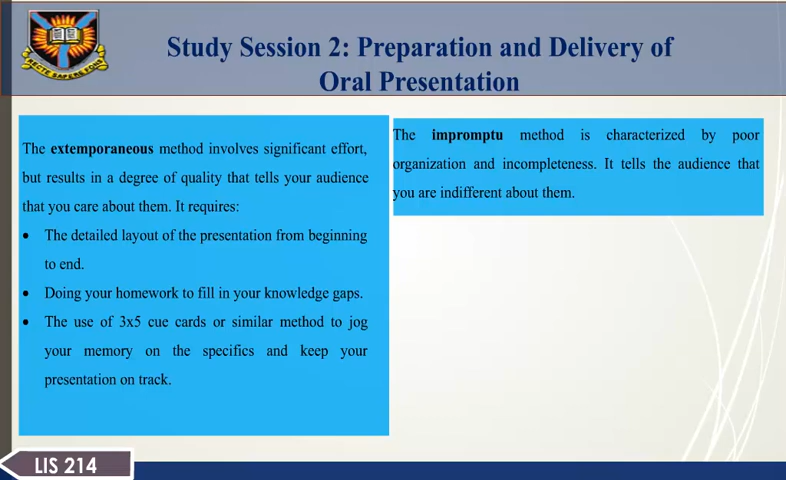 RECTE SAPERE FONS
Study Session 2: Preparation and Delivery of
Oral Presentation
The extemporaneous method involves significant effort,
but results in a degree of quality that tells your audience
that you care about them. It requires:
• The detailed layout of the presentation from beginning
to end.
• Doing your homework to fill in your knowledge gaps.
• The use of 3x5 cue cards or similar method to jog
your memory on the specifics and keep your
presentation on track.
The impromptu method is characterized by poor
organization and incompleteness. It tells the audience that
you are indifferent about them.
LIS 214